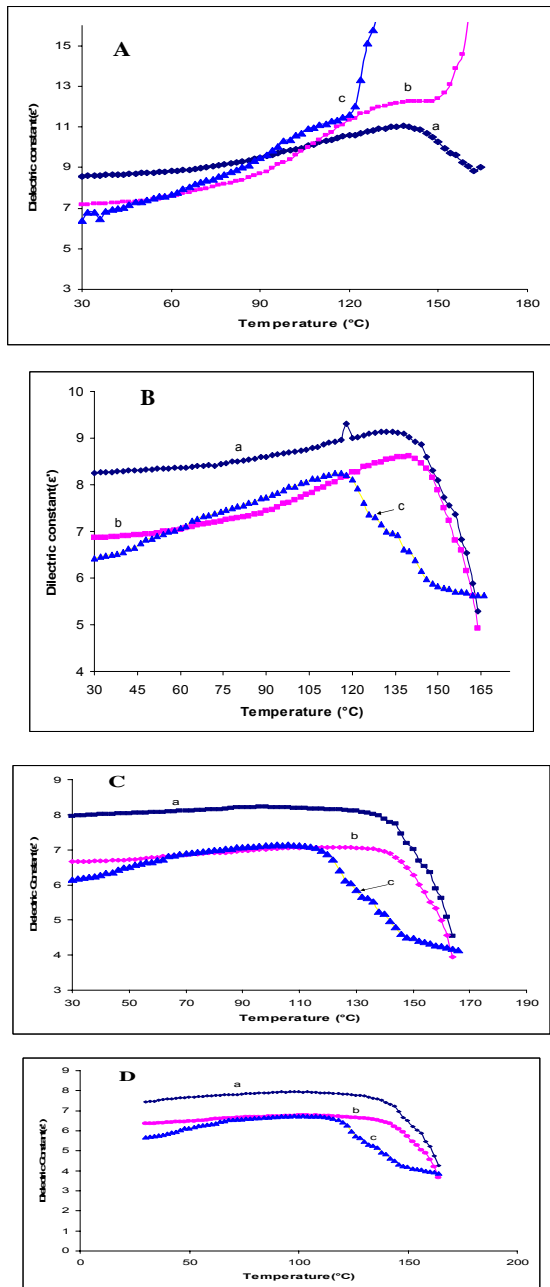 A
15
13
11
9
7
5
3
30 60 90 120 150 180
Dielectric constant(ε')
Temperature (°C)
a
b
c
B
10
9
8
7
6
5
4
30 45 60 75 90 105 120 135 150 165
Dilectric constant(ε')
Temperature (°C)
a
b
c
C
9
8
7
6
5
4
3
30 50 70 90 110 130 150 170 190
Dielectric Constant(ε')
Temperature (°C)
a
b
c
D
9
8
7
6
5
4
3
2
1
0
0 50 100 150 200
Dielectric Constant(ε')
Temperature(°C)
a
b
c